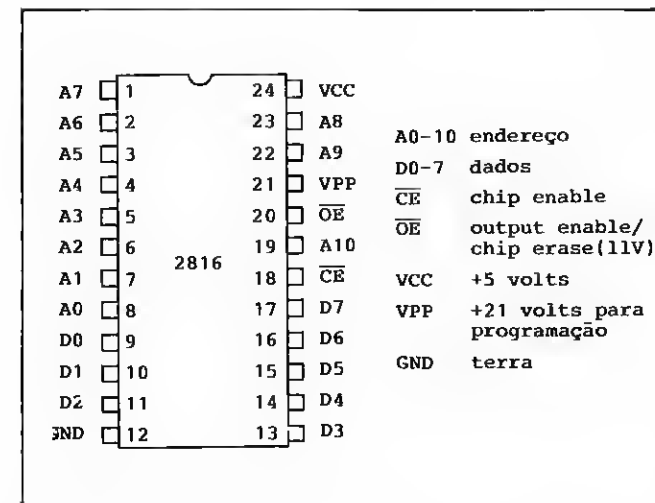 A7 1 24 VCC
A6 2 23 A8
A5 3 22 A9
A4 4 21 VPP
A3 5 20 OE
A2 6 19 A10
A1 7 18 CE
A0 8 17 D7
D0 9 16 D6
D1 10 15 D5
D2 11 14 D4
GND 12 13 D3
2816
A0-10 endereço
D0-7 dados
CE chip enable
OE output enable/
chip erase(11V)
VCC +5 volts
VPP +21 volts para
programação
GND terra